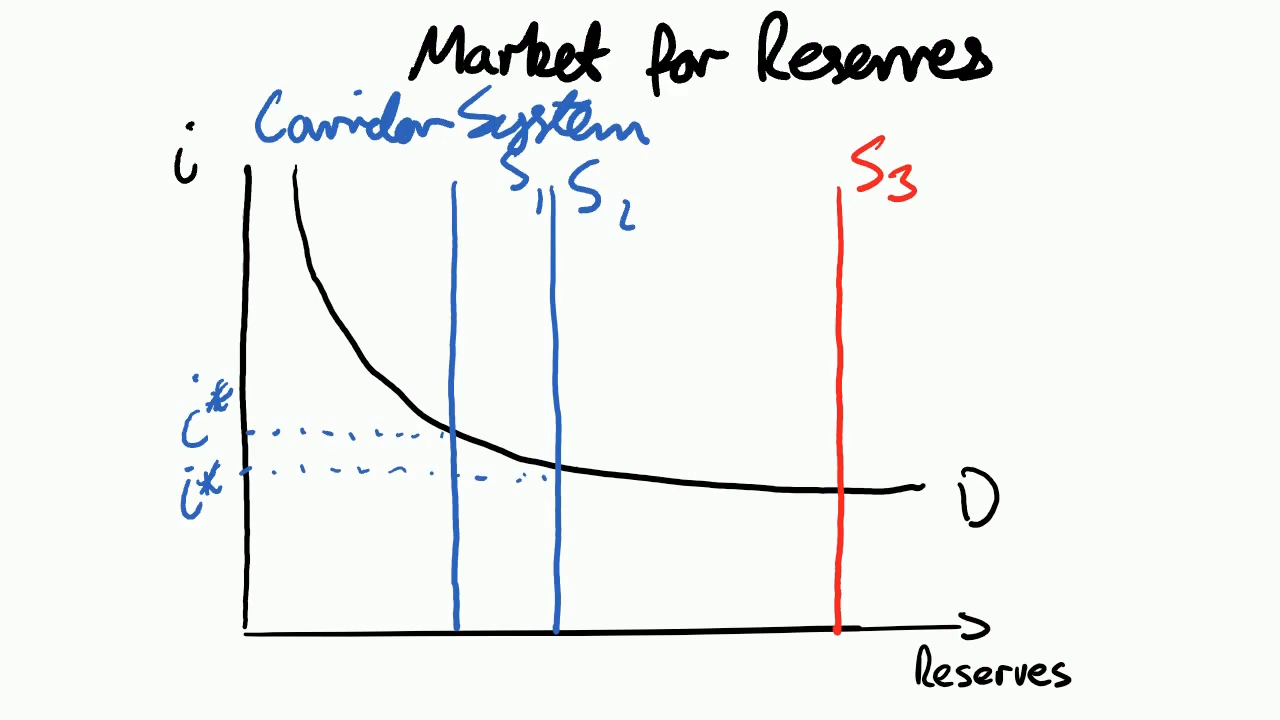 Market for Reserves
Corridor System
i
S1 S2
S3
i*
i*
D
Reserves